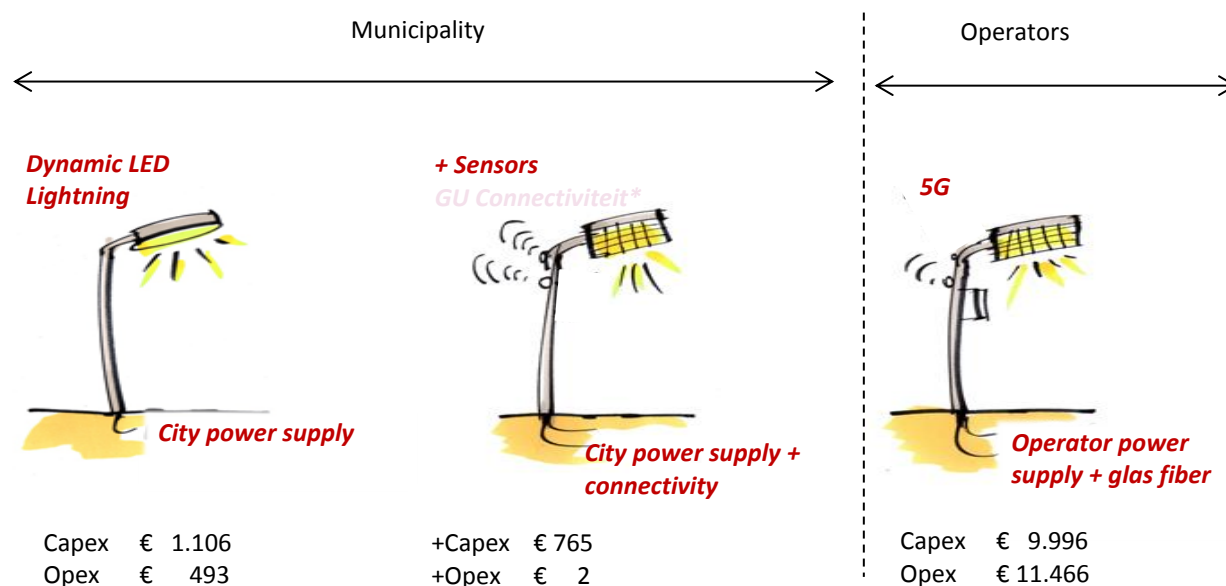 Municipality
Operators
Dynamic LED
Lightning
+ Sensors
GU Connectiviteit*
5G
City power supply
City power supply +
connectivity
Operator power
supply + glas fiber
Capex € 1.106
Opex € 493
+Capex € 765
+Opex € 2
Capex € 9.996
Opex € 11.466